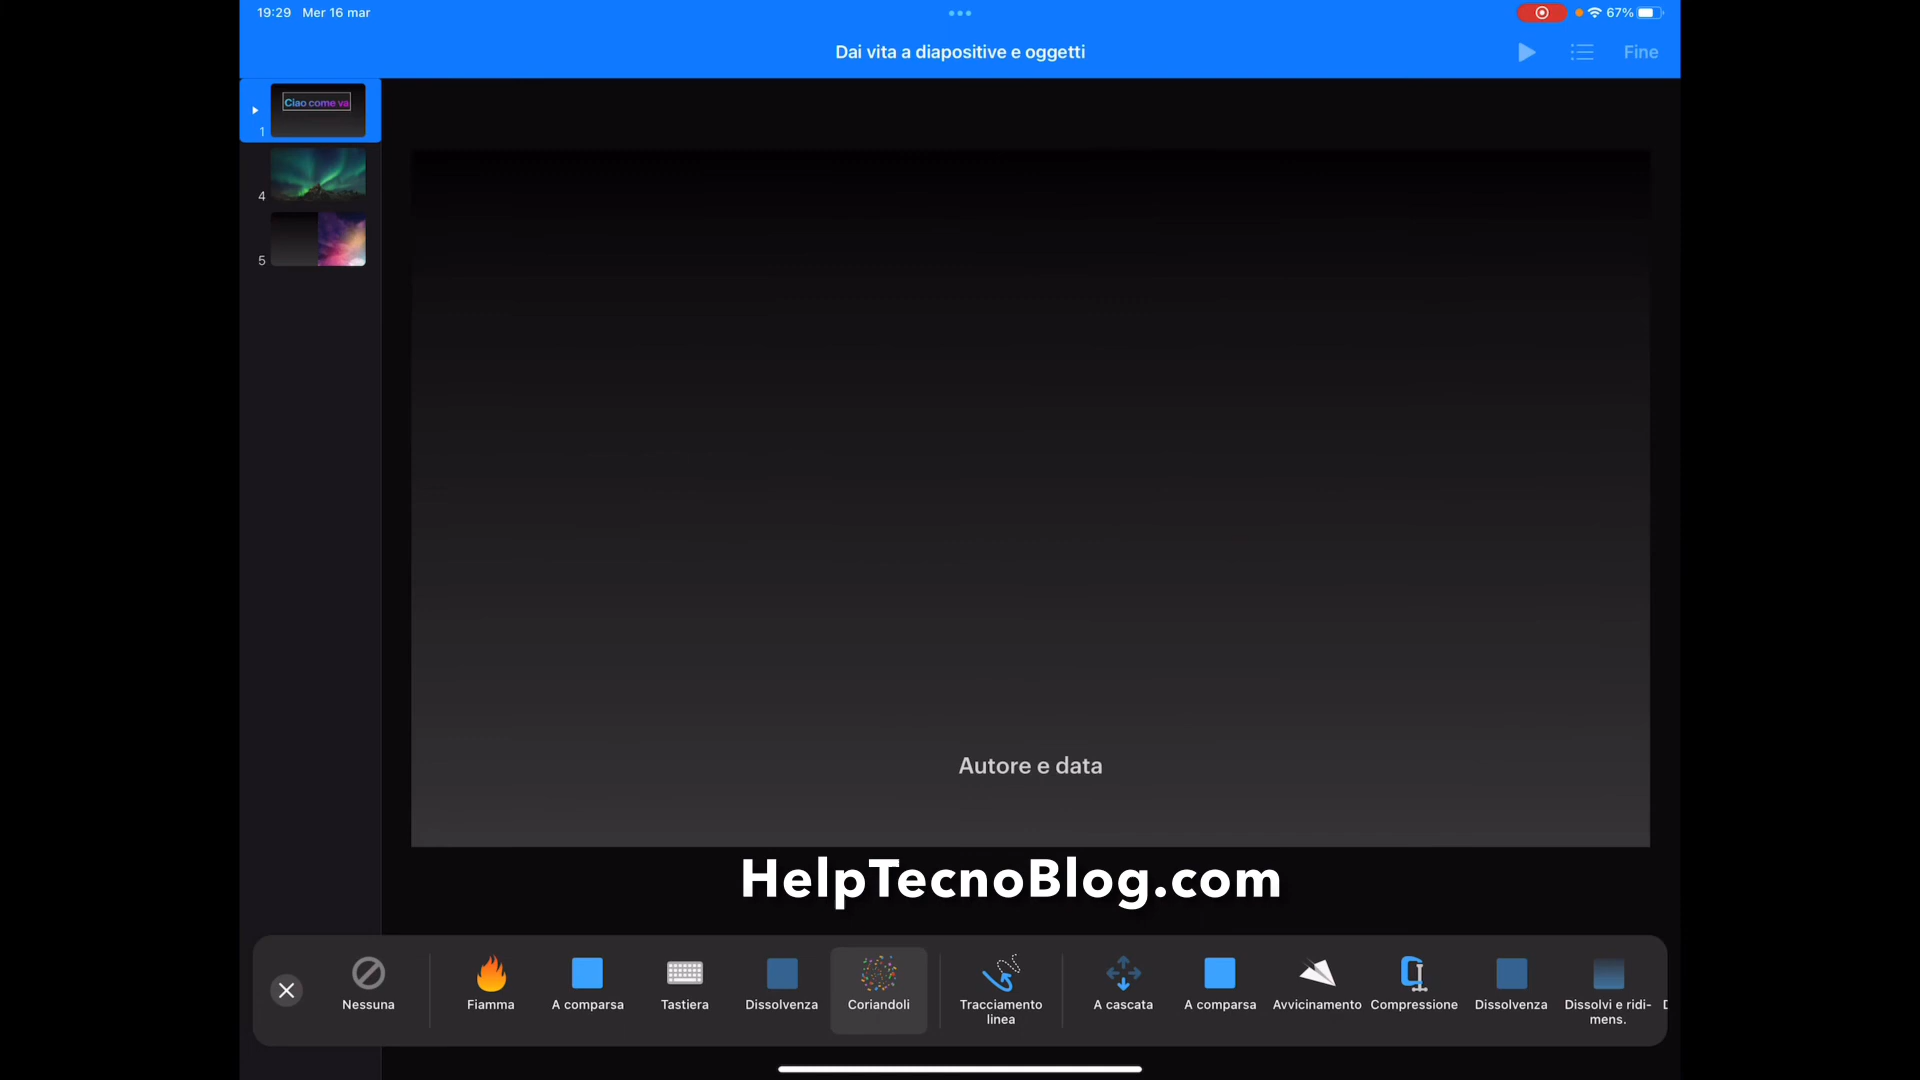 19:29 Mer 16 mar
67%
Dai vita a diapositive e oggetti
Fine
Ciao come va
1
4
5
Autore e data
HelpTecnoBlog.com
Nessuna
Fiamma
A comparsa
Tastiera
Dissolvenza
Coriandoli
Tracciamento
linea
A cascata
A comparsa
Avvicinamento
Compressione
Dissolvenza
Dissolvi e ridi-
mens.